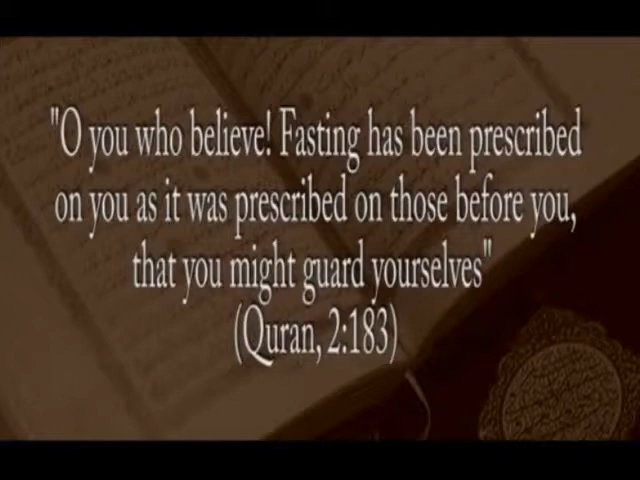 "O you who believe! Fasting has been prescribed
on you as it was prescribed on those before you,
that you might guard yourselves"
(Quran, 2:183)